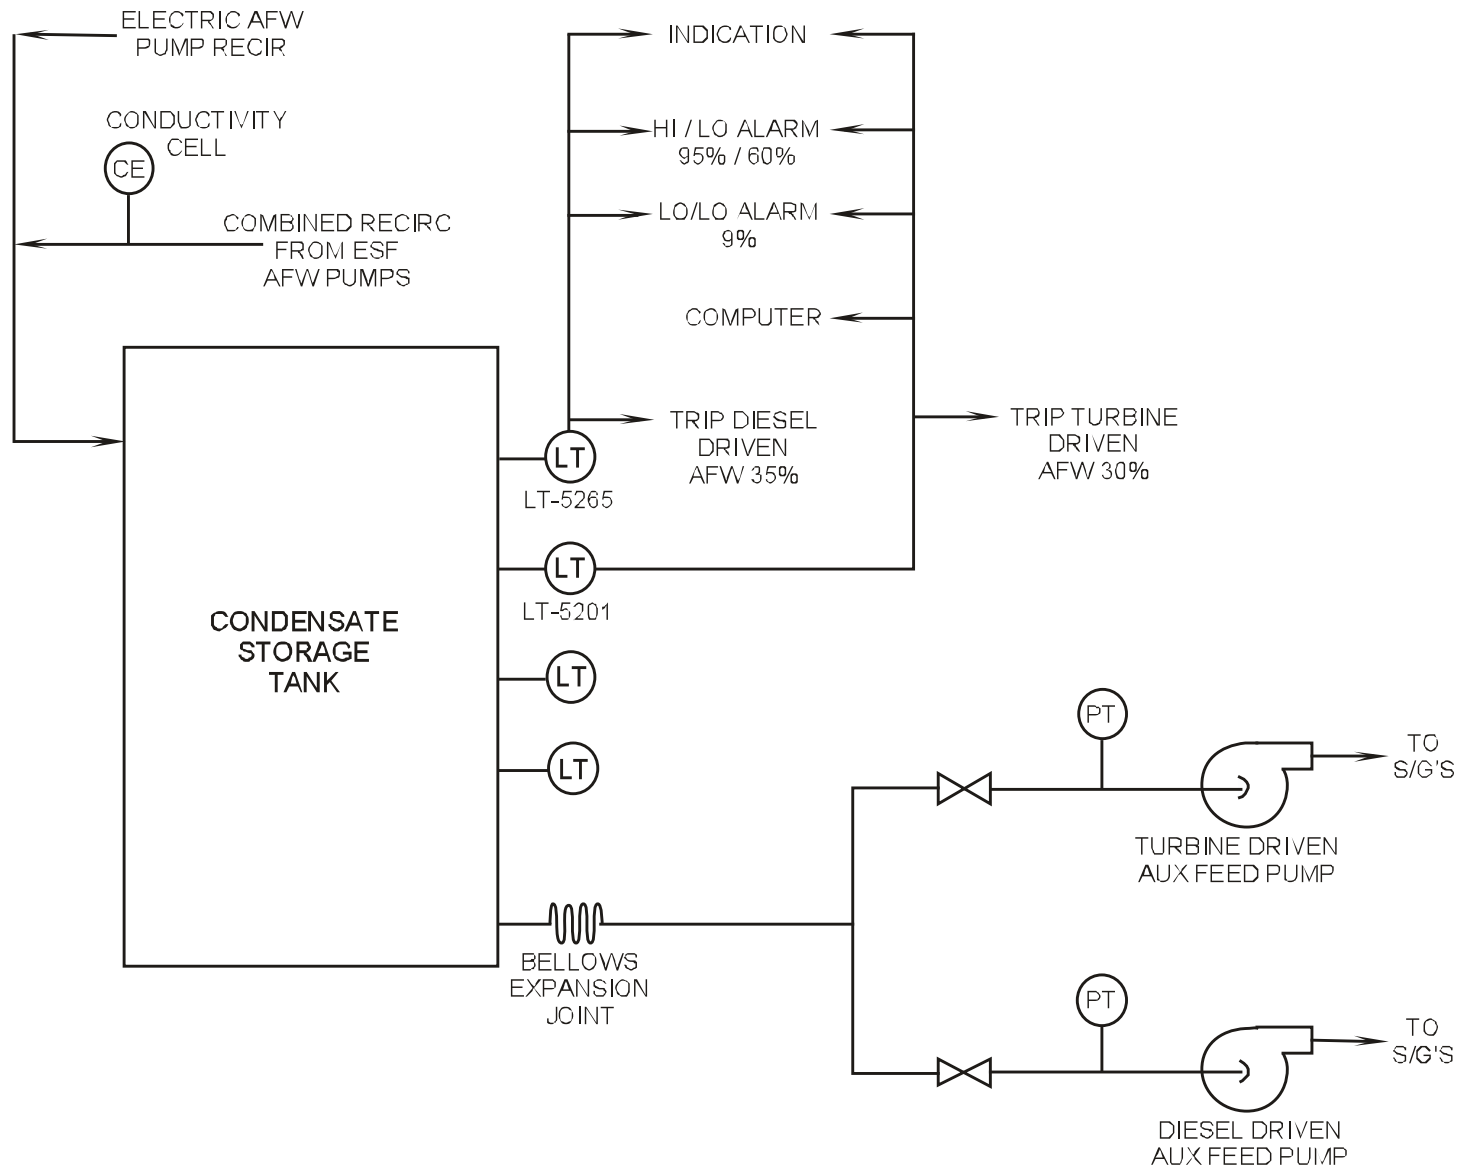 ELECTRIC AFW
PUMP RECIR
CONDUCTIVITY
CELL
CE
COMBINED RECIRC
FROM ESF
AFW PUMPS
INDICATION
HI / LO ALARM
95% / 60%
LO/LO ALARM
9%
COMPUTER
TRIP DIESEL
DRIVEN
AFW 35%
TRIP TURBINE
DRIVEN
AFW 30%
LT
LT-5265
LT
LT-5201
LT
LT
CONDENSATE
STORAGE
TANK
BELLOWS
EXPANSION
JOINT
PT
TO
S/G'S
TURBINE DRIVEN
AUX FEED PUMP
PT
TO
S/G'S
DIESEL DRIVEN
AUX FEED PUMP